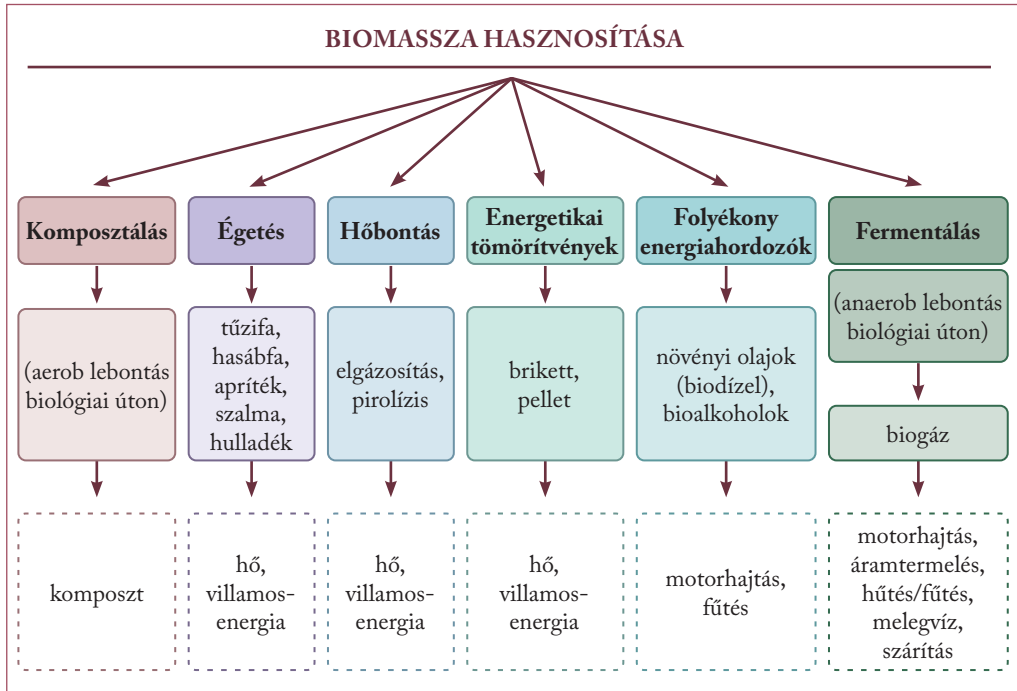 BIOMASSZA HASZNOSÍTÁSA
Komposztálás
(aerob lebontás
biológiai úton)
komposzt
Égetés
tűzifa,
hasábfa,
apríték,
szalma,
hulladék
hő,
villamos-
energia
Hőbontás
elgázosítás,
pirolízis
hő,
villamos-
energia
Energetikai
tömörítvények
brikett,
pellet
hő,
villamos-
energia
Folyékony
energiahordozók
növényi olajok
(biodízel),
bioalkoholok
motorhajtás,
fűtés
Fermentálás
(anaerob lebontás
biológiai úton)
biogáz
motorhajtás,
áramtermelés,
hűtés/fűtés,
melegvíz,
szárítás